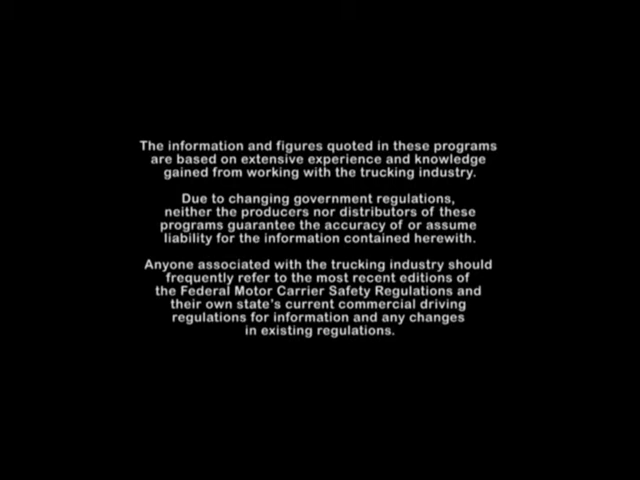 The information and figures quoted in these programs
are based on extensive experience and knowledge
gained from working with the trucking industry.
Due to changing government regulations,
neither the producers nor distributors of these
programs guarantee the accuracy of or assume
liability for the information contained herewith.
Anyone associated with the trucking industry should
frequently refer to the most recent editions of
the Federal Motor Carrier Safety Regulations and
their own state's current commercial driving
regulations for information and any changes
in existing regulations.